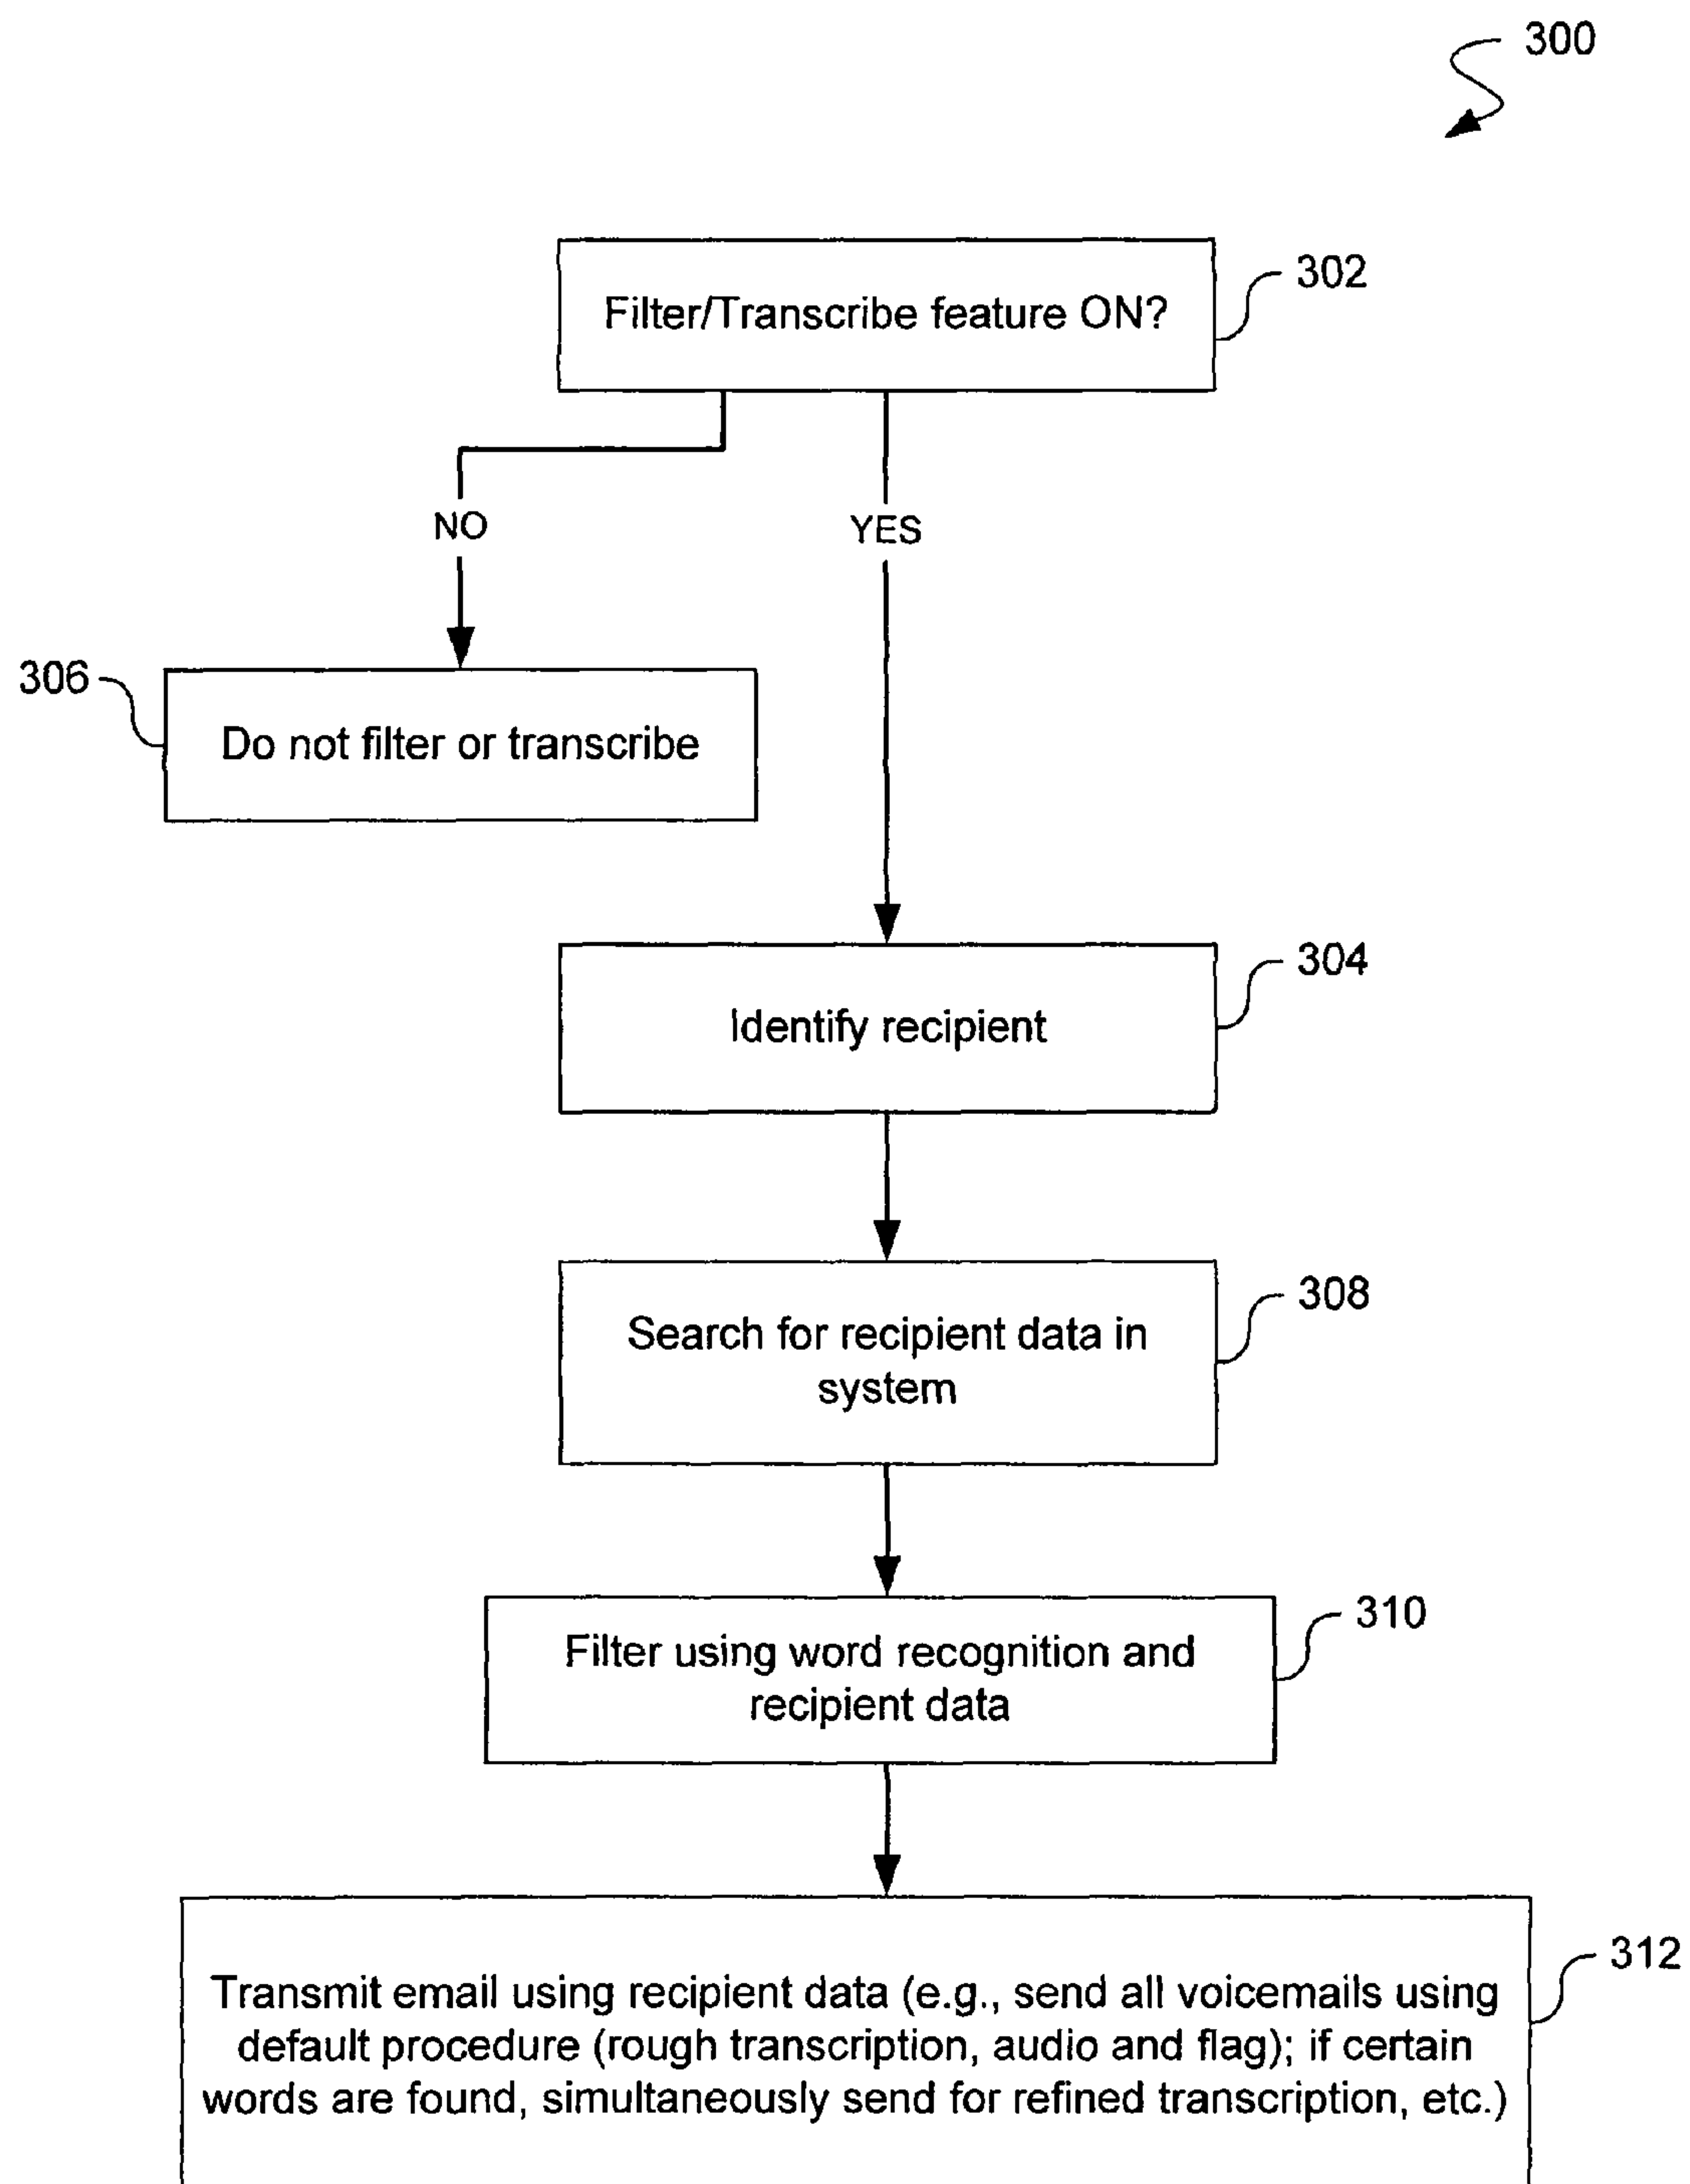 300
Filter/Transcribe feature ON?
302
NO
YES
306
Do not filter or transcribe
304
Identify recipient
308
Search for recipient data in
system
310
Filter using word recognition and
recipient data
312
Transmit email using recipient data (e.g., send all voicemails using
default procedure (rough transcription, audio and flag); if certain
words are found, simultaneously send for refined transcription, etc.)